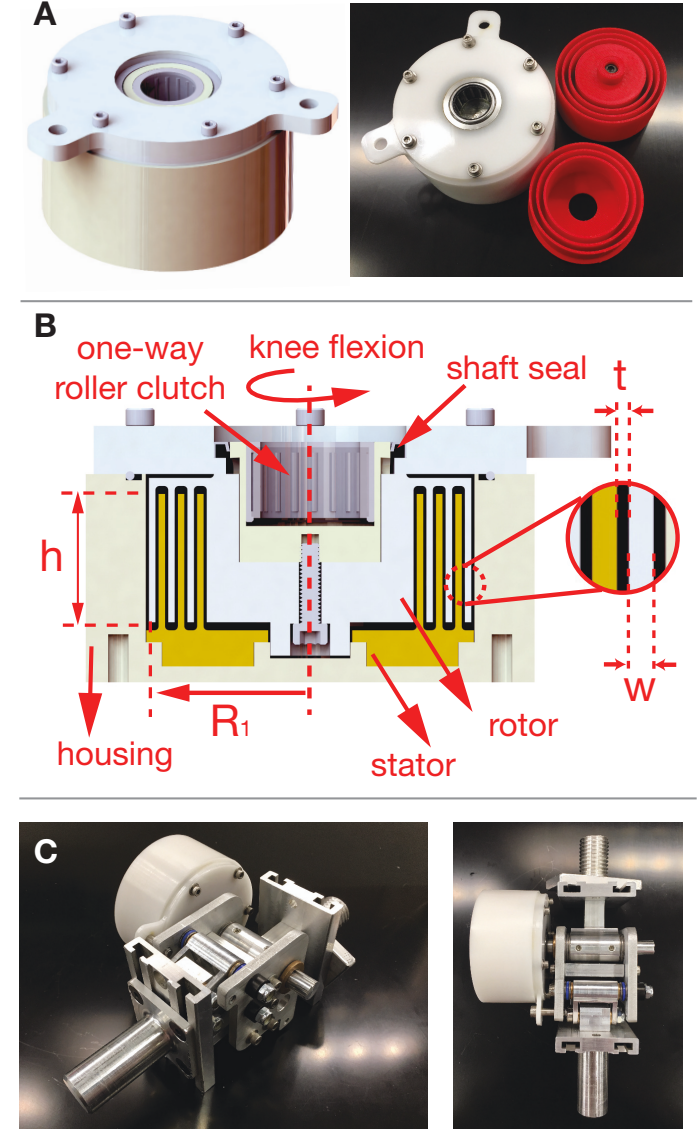 A
B
one-way
roller clutch
knee flexion
shaft seal
t
h
w
R1
housing
stator
rotor
C